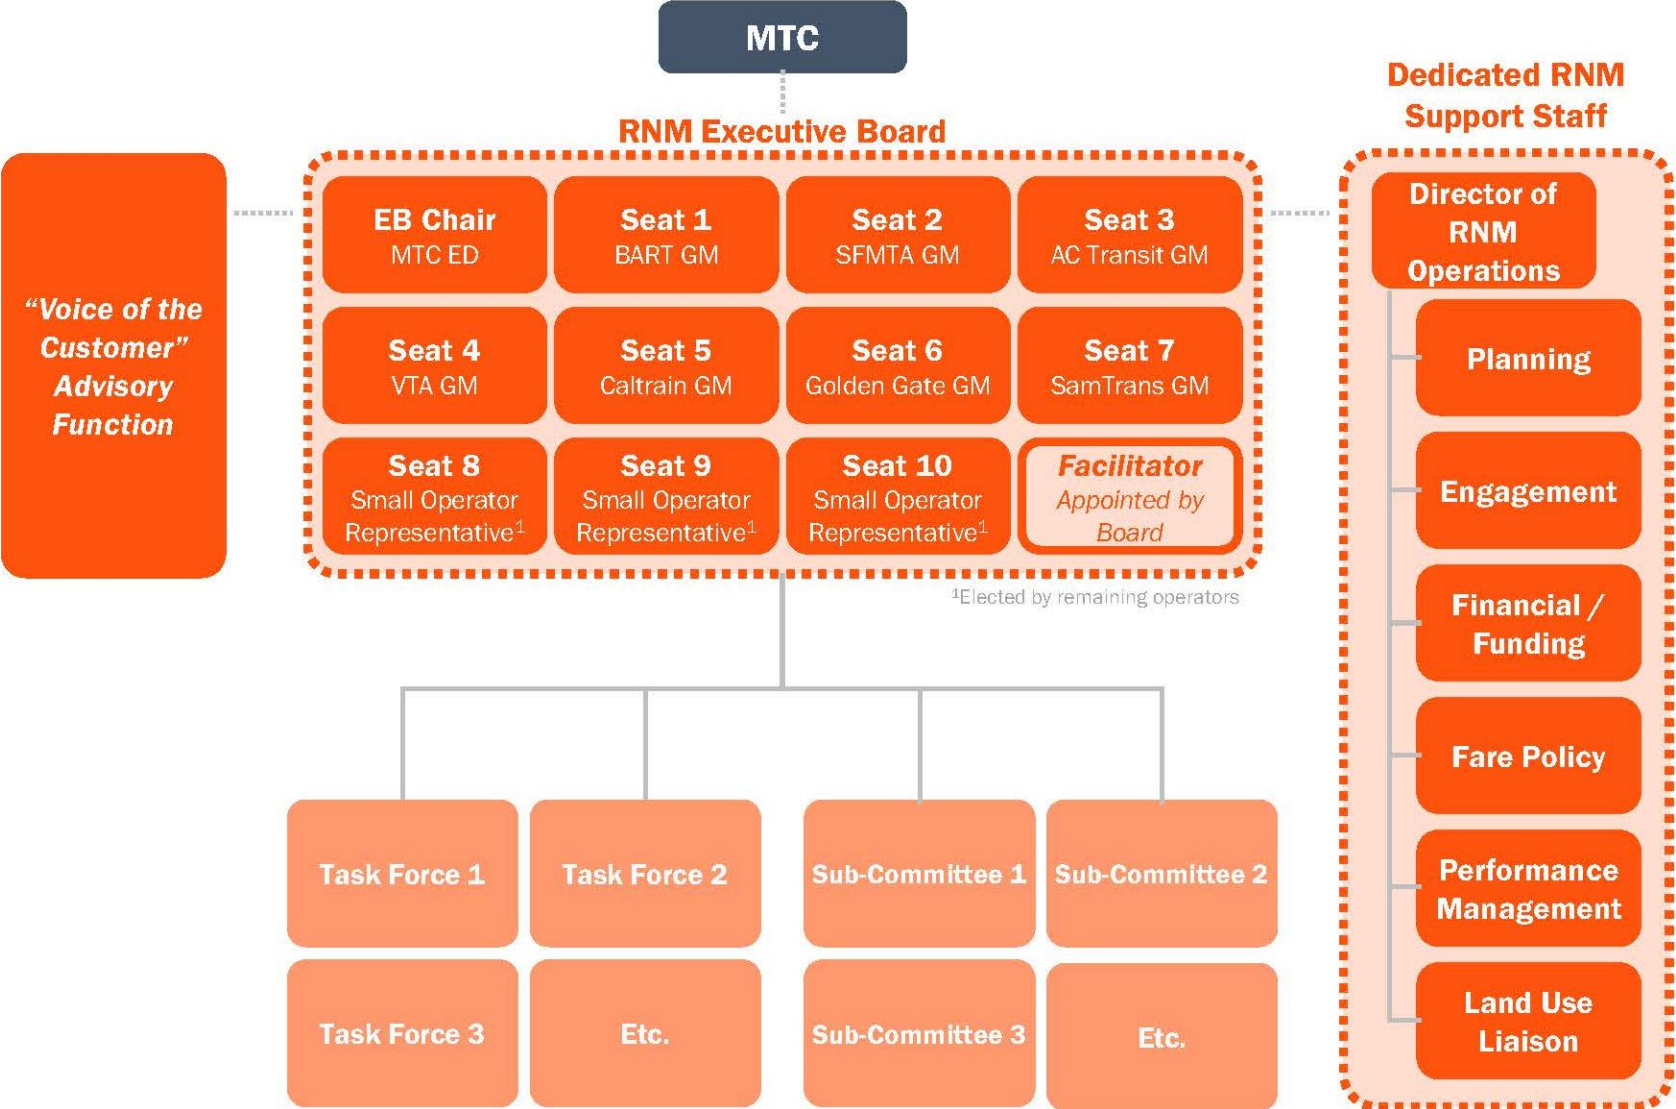 MTC
RNM Executive Board
Dedicated RNM
Support Staff
“Voice of the
Customer”
Advisory
Function
EB Chair
MTC ED
Seat 1
BART GM
Seat 2
SFMTA GM
Seat 3
AC Transit GM
Seat 4
VTA GM
Seat 5
Caltrain GM
Seat 6
Golden Gate GM
Seat 7
SamTrans GM
Seat 8
Small Operator
Representative¹
Seat 9
Small Operator
Representative¹
Seat 10
Small Operator
Representative¹
Facilitator
Appointed by
Board
¹Elected by remaining operators
Task Force 1
Task Force 2
Sub-Committee 1
Sub-Committee 2
Task Force 3
Etc.
Sub-Committee 3
Etc.
Director of
RNM
Operations
Planning
Engagement
Financial /
Funding
Fare Policy
Performance
Management
Land Use
Liaison